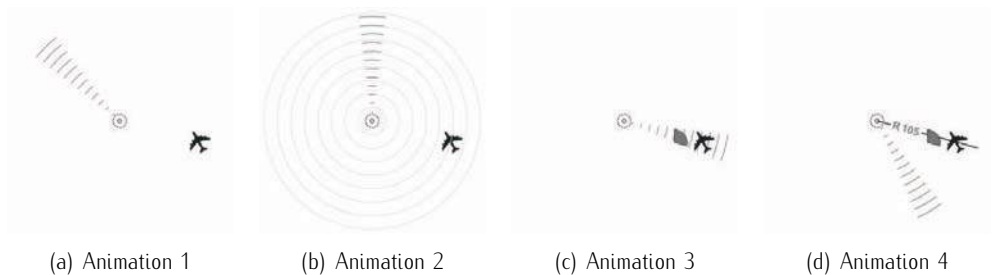 R 105
(a) Animation 1
(b) Animation 2
(c) Animation 3
(d) Animation 4